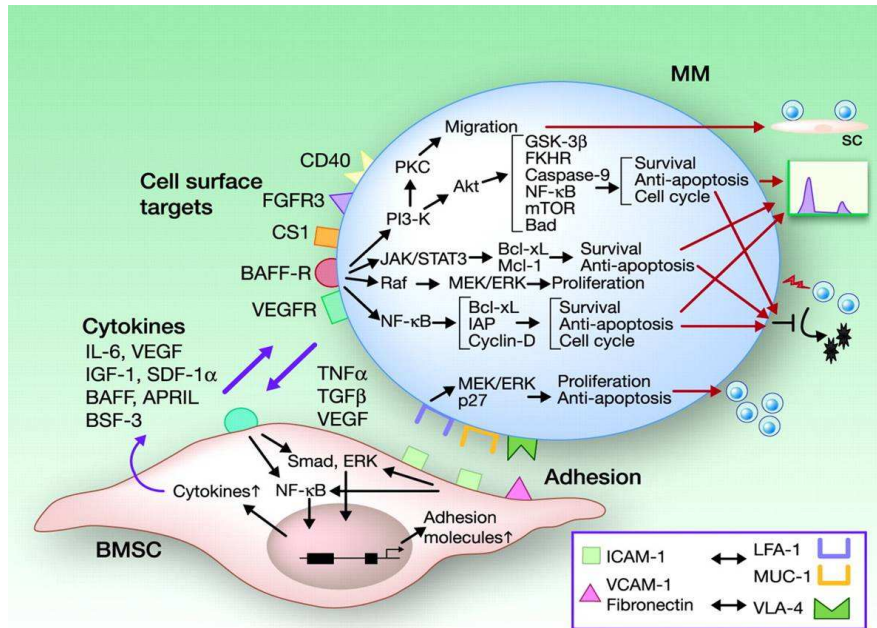 MM
Migration
SC
CD40
PKC
GSK-3β
FKHR
Caspase-9
NF-κB
mTOR
Bad
Survival
Anti-apoptosis
Cell cycle
Cell surface
targets
Akt
FGFR3
PI3-K
CS1
JAK/STAT3
Bcl-xL
Mcl-1
Survival
Anti-apoptosis
BAFF-R
Raf
MEK/ERK
Proliferation
VEGFR
NF-κB
Bcl-xL
IAP
Cyclin-D
Survival
Anti-apoptosis
Cell cycle
Cytokines
IL-6, VEGF
IGF-1, SDF-1α
BAFF, APRIL
BSF-3
TNFα
TGFβ
VEGF
MEK/ERK
p27
Proliferation
Anti-apoptosis
Smad, ERK
Adhesion
Cytokines↑
NF-κB
Adhesion
molecules↑
BMSC
ICAM-1
LFA-1
MUC-1
VCAM-1
Fibronectin
VLA-4